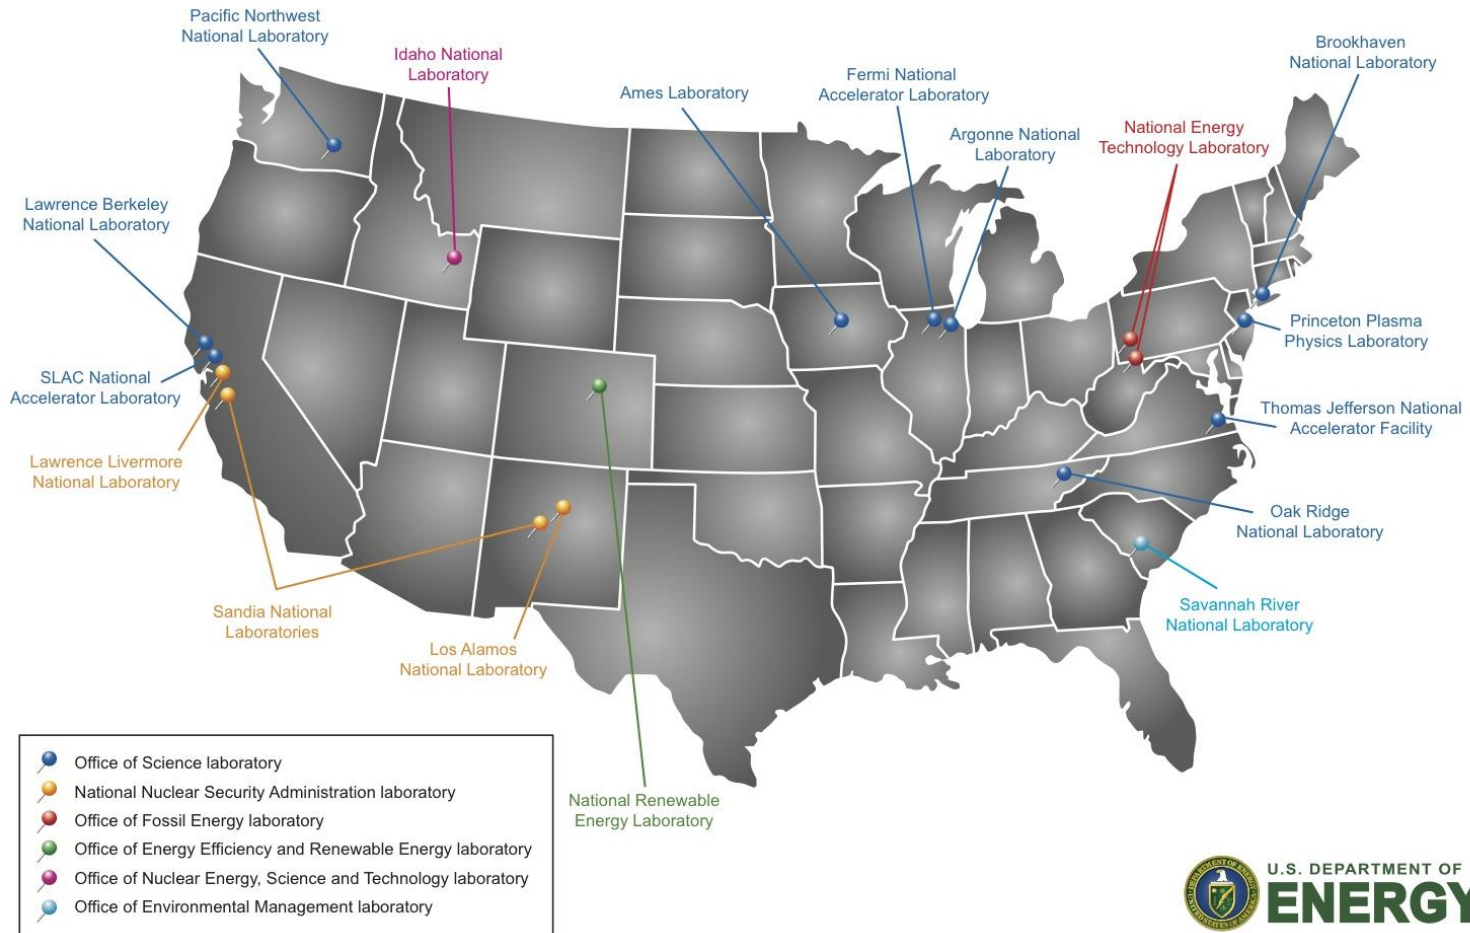 Pacific Northwest
National Laboratory
Idaho National
Laboratory
Ames Laboratory
Fermi National
Accelerator Laboratory
Argonne National
Laboratory
National Energy
Technology Laboratory
Brookhaven
National Laboratory
Lawrence Berkeley
National Laboratory
SLAC National
Accelerator Laboratory
Lawrence Livermore
National Laboratory
Sandia National
Laboratories
Los Alamos
National Laboratory
National Renewable
Energy Laboratory
Princeton Plasma
Physics Laboratory
Thomas Jefferson National
Accelerator Facility
Oak Ridge
National Laboratory
Savannah River
National Laboratory
Office of Science laboratory
National Nuclear Security Administration laboratory
Office of Fossil Energy laboratory
Office of Energy Efficiency and Renewable Energy laboratory
Office of Nuclear Energy, Science and Technology laboratory
Office of Environmental Management laboratory
U.S. DEPARTMENT OF
ENERGY